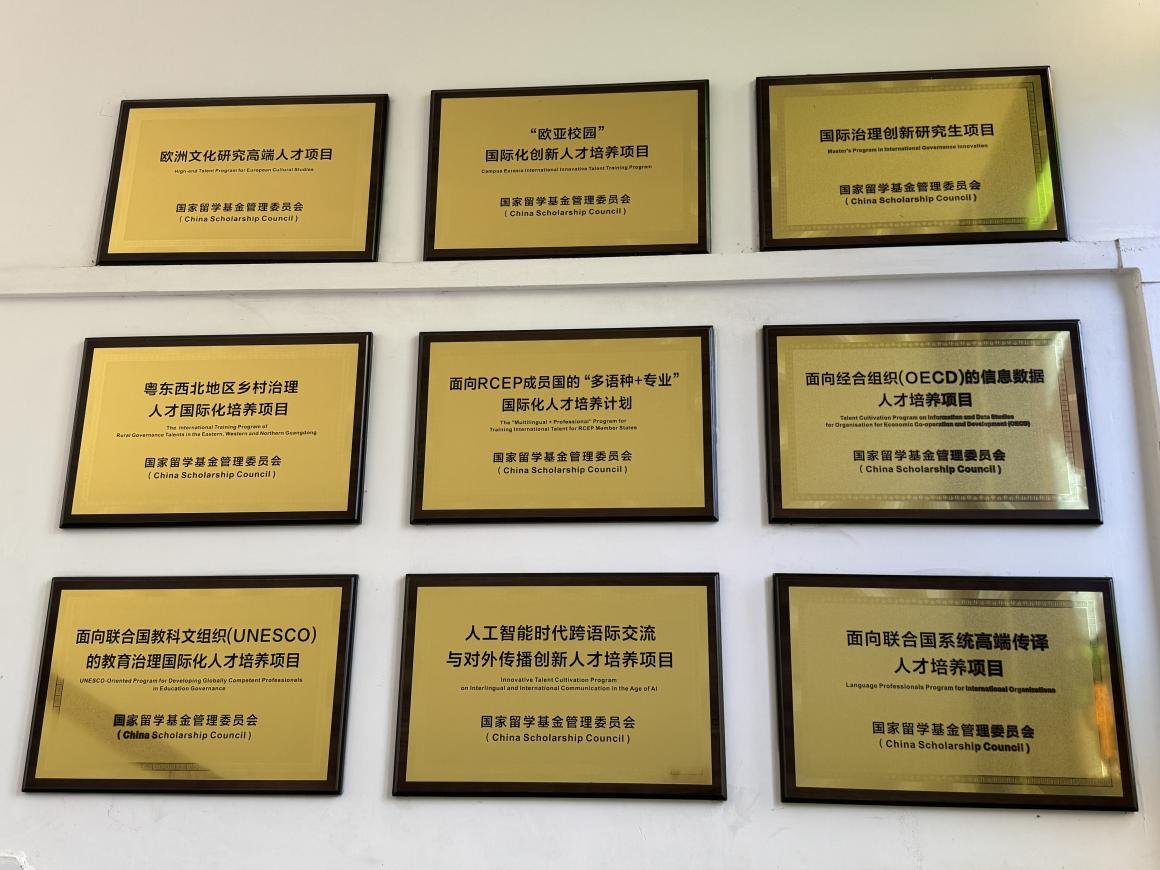 欧洲文化研究高端人才项目
High-end Talent Program for European Cultural Studies
国家留学基金管理委员会
( China Scholarship Council )
“欧亚校园”
国际化创新人才培养项目
Campus Eurasia International Innovative Talent Training Program
国家留学基金管理委员会
( China Scholarship Council )
国际治理创新研究生项目
Master's Program in International Governance Innovation
国家留学基金管理委员会
( China Scholarship Council )
粤东西北地区乡村治理
人才国际化培养项目
The International Training Program of
Rural Governance Talents in the Eastern, Western and Northern Guangdong
国家留学基金管理委员会
( China Scholarship Council )
面向RCEP成员国的“多语种+专业”
国际化人才培养计划
The "Multilingual + Professional" Program for
Training International Talent for RCEP Member States
国家留学基金管理委员会
( China Scholarship Council )
面向经合组织(OECD)的信息数据
人才培养项目
Talent Cultivation Program on Information and Data Studies
for Organisation for Economic Co-operation and Development (OECD)
国家留学基金管理委员会
( China Scholarship Council )
面向联合国教科文组织(UNESCO)
的教育治理国际化人才培养项目
UNESCO-Oriented Program for Developing Globally Competent Professionals
in Education Governance
国家留学基金管理委员会
( China Scholarship Council )
人工智能时代跨语际交流
与对外传播创新人才培养项目
Innovative Talent Cultivation Program
on Interlingual and International Communication in the Age of AI
国家留学基金管理委员会
( China Scholarship Council )
面向联合国系统高端传译
人才培养项目
Language Professionals Program for International Organizations
国家留学基金管理委员会
( China Scholarship Council )